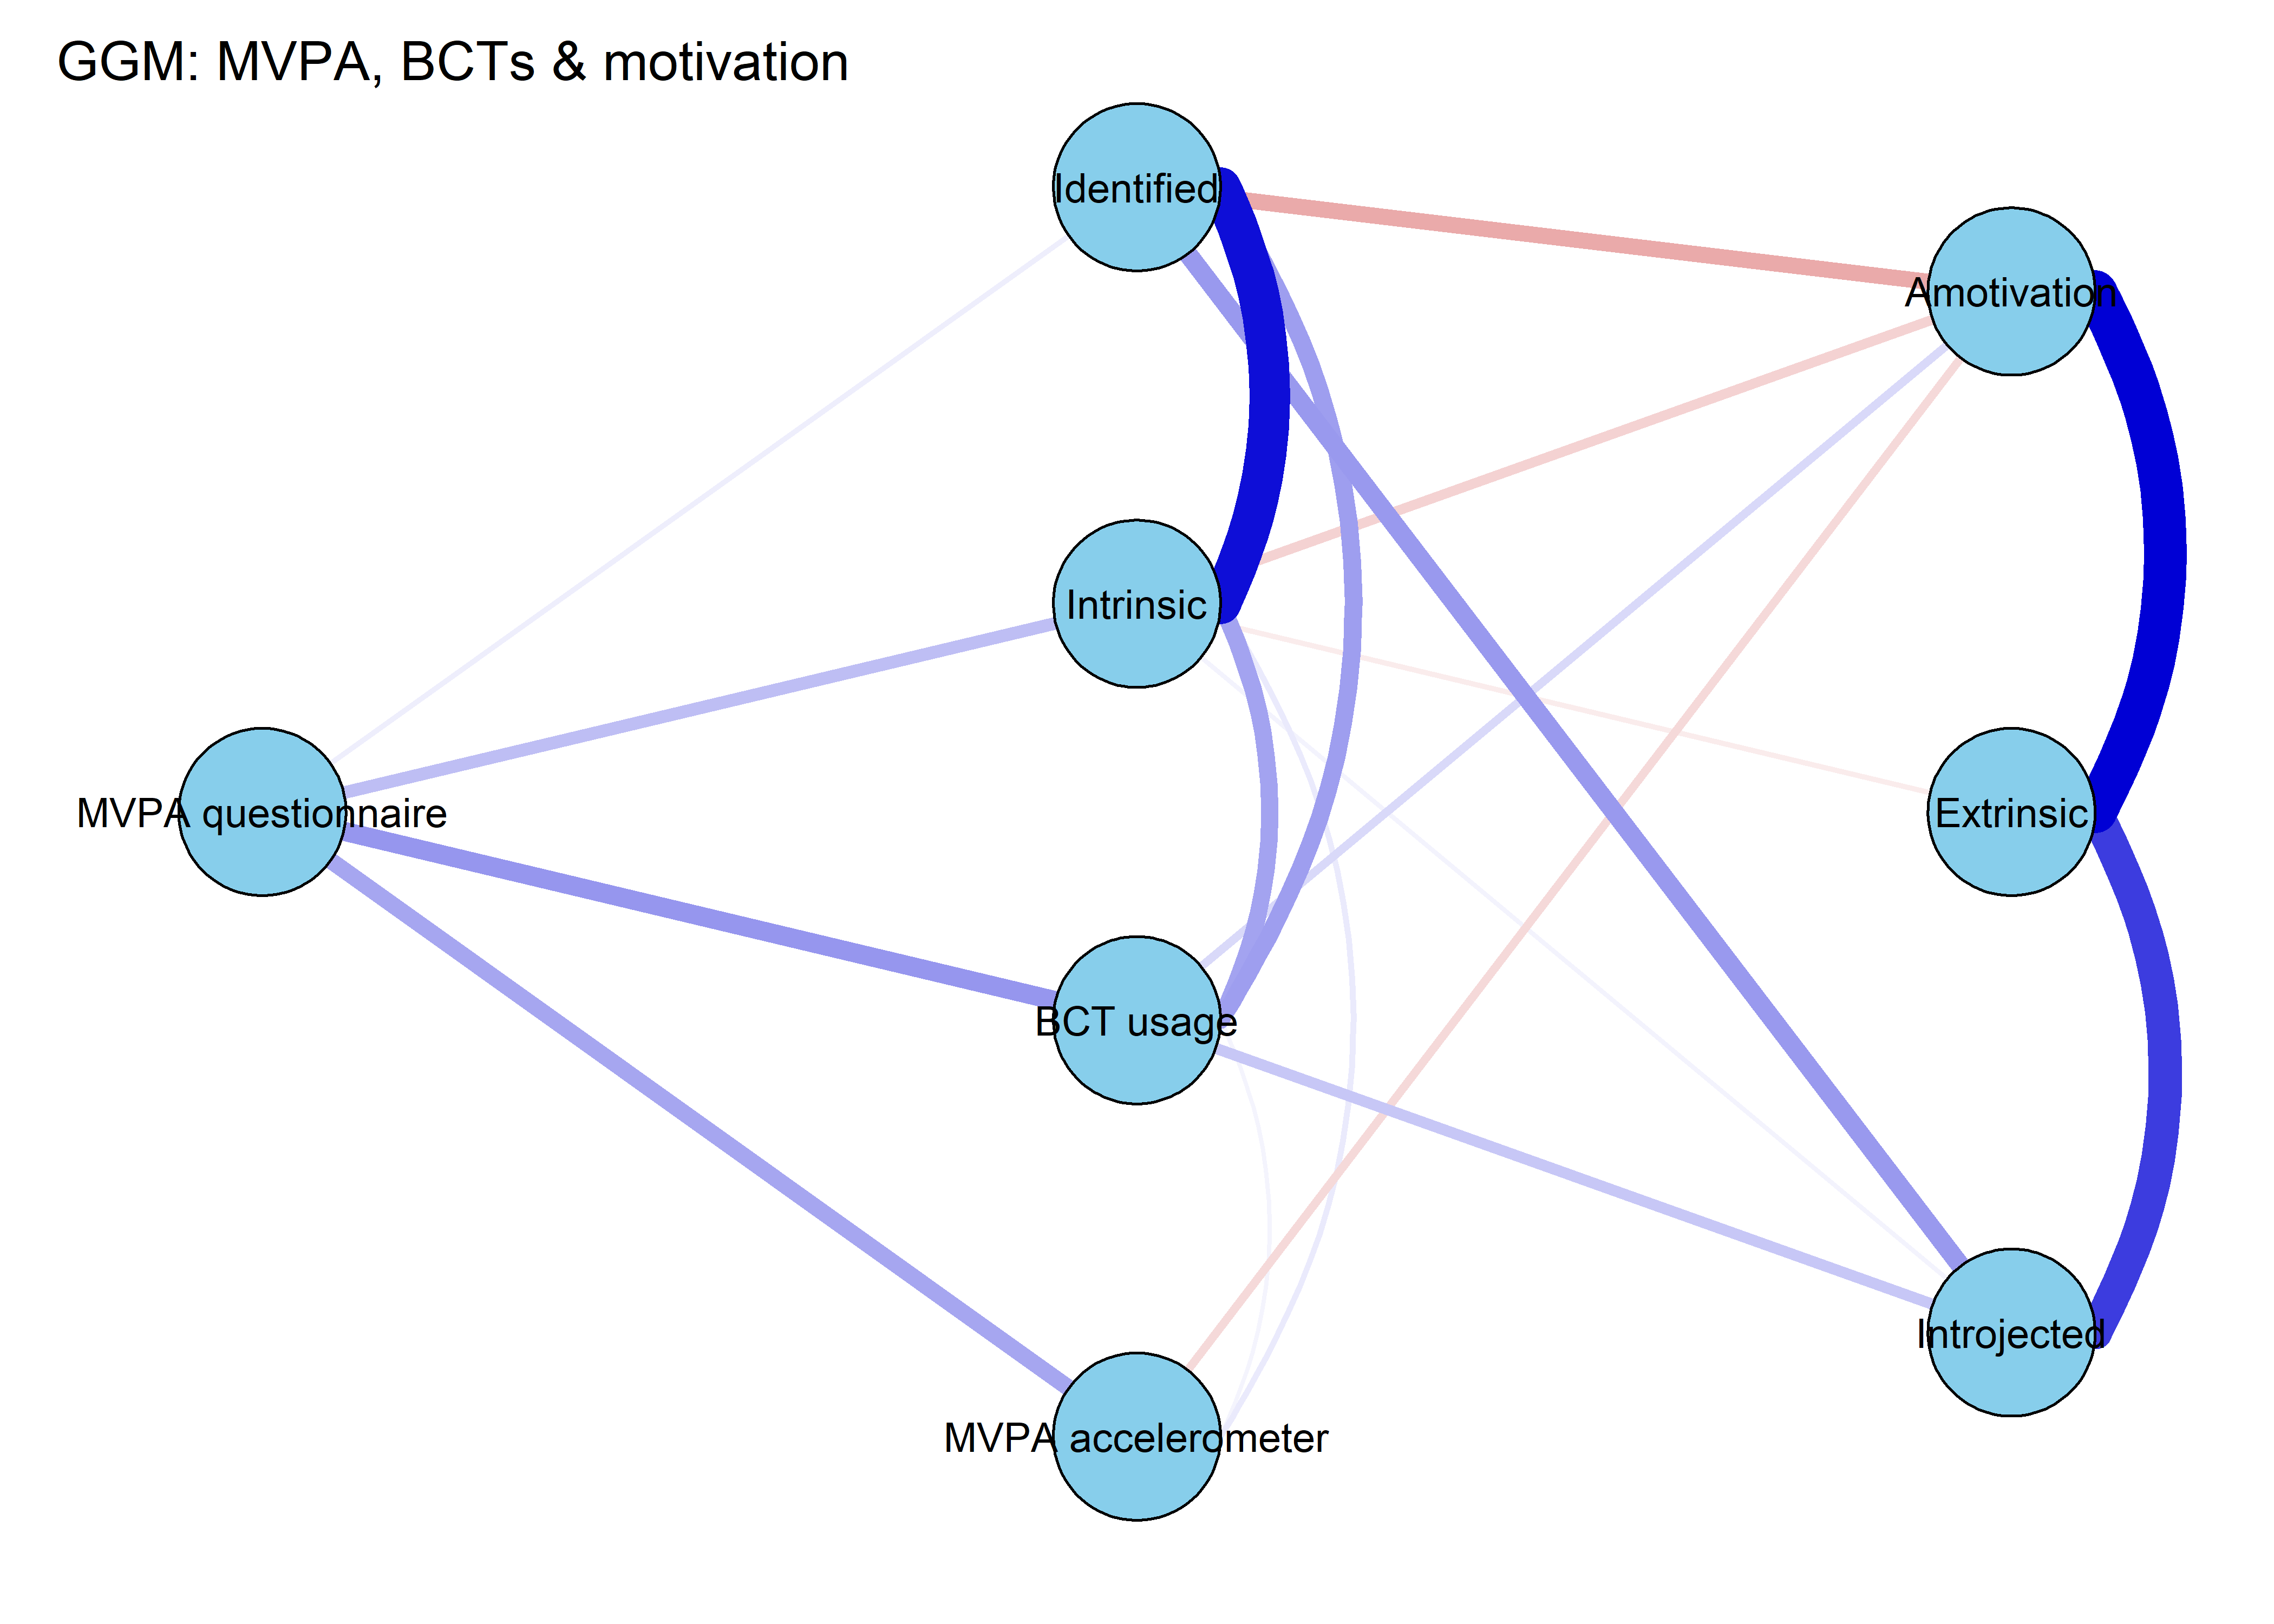 GGM: MVPA, BCTs & motivation
Identified
Amotivation
Intrinsic
MVPA questionnaire
Extrinsic
BCT usage
Introjected
MVPA accelerometer